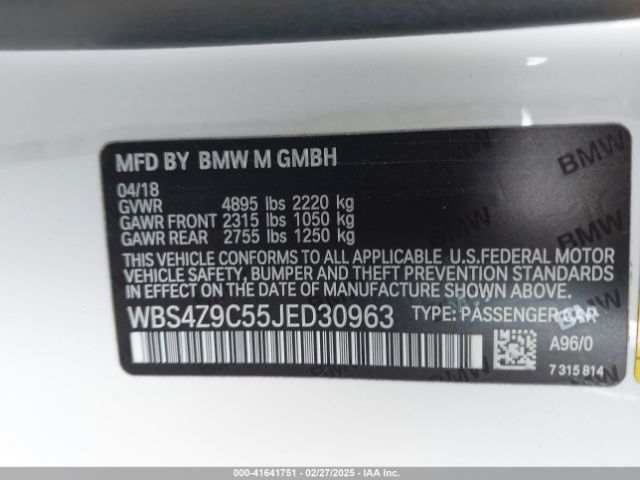 MFD BY BMW M GMBH
04/18
GVWR 4895 lbs 2220 kg
GAWR FRONT 2315 lbs 1050 kg
GAWR REAR 2755 lbs 1250 kg
THIS VEHICLE CONFORMS TO ALL APPLICABLE U.S.FEDERAL MOTOR
VEHICLE SAFETY, BUMPER AND THEFT PREVENTION STANDARDS
IN EFFECT ON THE DATE OF MANUFACTURE SHOWN ABOVE.
WBS4Z9C55JED30963 TYPE: PASSENGER CAR
A96/0
7 315 814
BMW
BMW
42 - 41641751 | 02/27/2025 - IAA Inc.